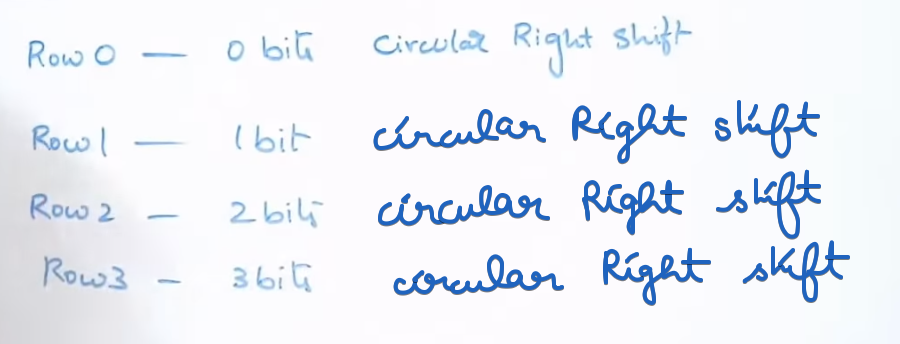 Row 0 — 0 bits Circular Right shift
Row 1 — 1 bit circular Right shift
Row 2 — 2 bits circular Right shift
Row 3 — 3 bits circular Right shift